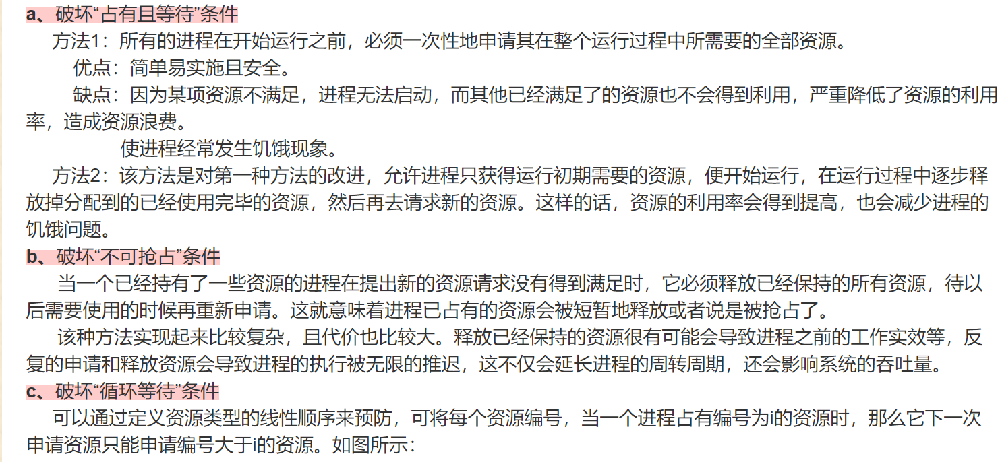 a、破坏“占有且等待”条件
方法1：所有的进程在开始运行之前，必须一次性地申请其在整个运行过程中所需要的全部资源。
优点：简单易实施且安全。
缺点：因为某项资源不满足，进程无法启动，而其他已经满足了的资源也不会得到利用，严重降低了资源的利用
率，造成资源浪费。
使进程经常发生饥饿现象。
方法2：该方法是对第一种方法的改进，允许进程只获得运行初期需要的资源，便开始运行，在运行过程中逐步释
放掉分配到的已经使用完毕的资源，然后再去请求新的资源。这样的话，资源的利用率会得到提高，也会减少进程的
饥饿问题。
b、破坏“不可抢占”条件
当一个已经持有了一些资源的进程在提出新的资源请求没有得到满足时，它必须释放已经保持的所有资源，待以
后需要使用的时候再重新申请。这就意味着进程已占有的资源会被短暂地释放或者说是被抢占了。
该种方法实现起来比较复杂，且代价也比较大。释放已经保持的资源很有可能会导致进程之前的工作实效等，反
复的申请和释放资源会导致进程的执行被无限的推迟，这不仅会延长进程的周转周期，还会影响系统的吞吐量。
c、破坏“循环等待”条件
可以通过定义资源类型的线性顺序来预防，可将每个资源编号，当一个进程占有编号为i的资源时，那么它下一次
申请资源只能申请编号大于i的资源。如图所示：